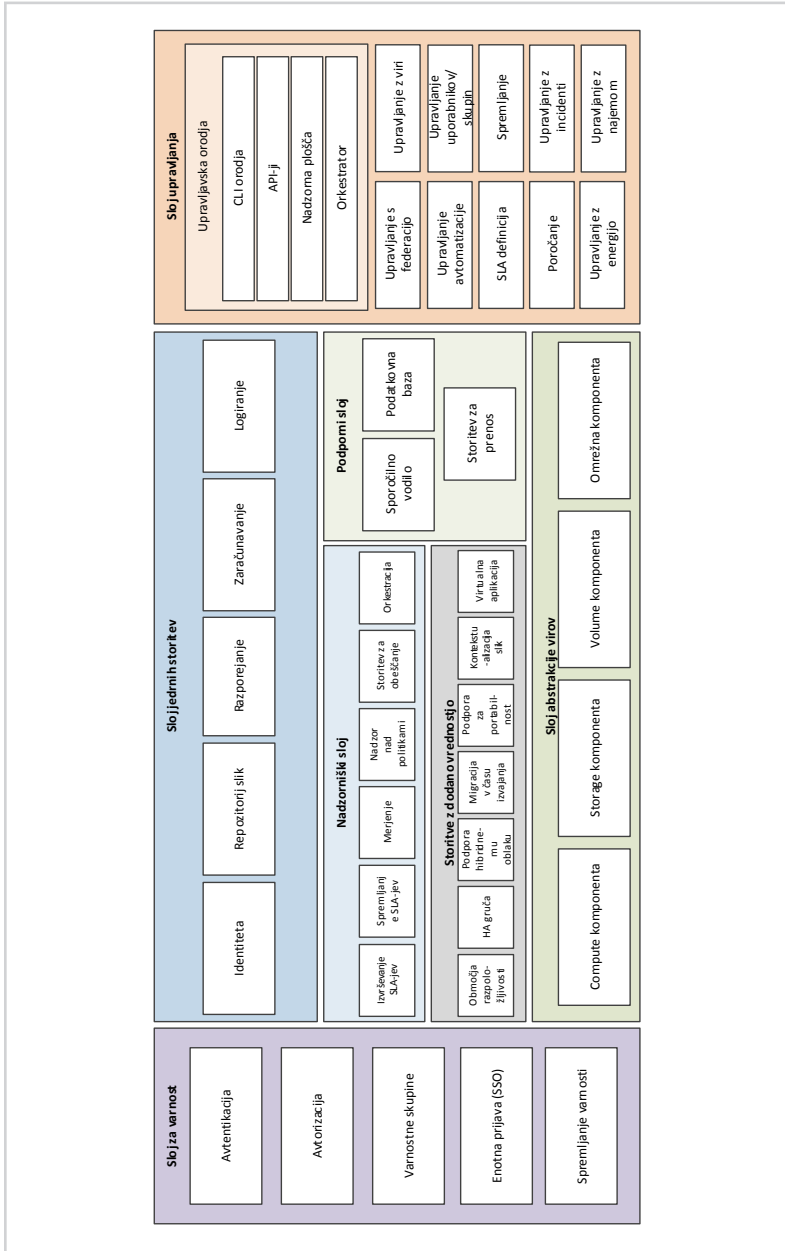 Sloj za varnost
Avtentikacija
Avtorizacija
Varnostne skupine
Enotna prijava (SSO)
Spremljanje varnosti
Sloj jedrnih storitev
Identiteta
Repozitorij slik
Razporejanje
Zaračunavanje
Logiranje
Nadzorniški sloj
Izvrševanje
SLA-jev
Spremljanj
e SLA-jev
Merjenje
Nadzor
nad
politikami
Storitev za
obeščanje
Orkestracija
Podporni sloj
Sporočilno
vodilo
Podatkovna
baza
Storitev za
prenos
Storitve z dodano vrednostjo
Območja
razpolo-
žljivosti
HA gruča
Podpora
hibridne-
mu
oblaku
Migracija
v času
izvajanja
Podpora
za
portabil-
nost
Kontekstu
-alizacija
slik
Virtualna
aplikacija
Sloj abstrakcije virov
Compute komponenta
Storage komponenta
Volume komponenta
Omrežna komponenta
Sloj upravljanja
Upravljavska orodja
CLI orodja
API-ji
Nadzorna plošča
Orkestrator
Upravljanje s
federacijo
Upravljanje z viri
Upravljanje
avtomatizacije
Upravljanje
uporabnikov/
skupin
SLA definicija
Spremljanje
Poročanje
Upravljanje z
incidenti
Upravljanje z
energijo
Upravljanje z
najemom